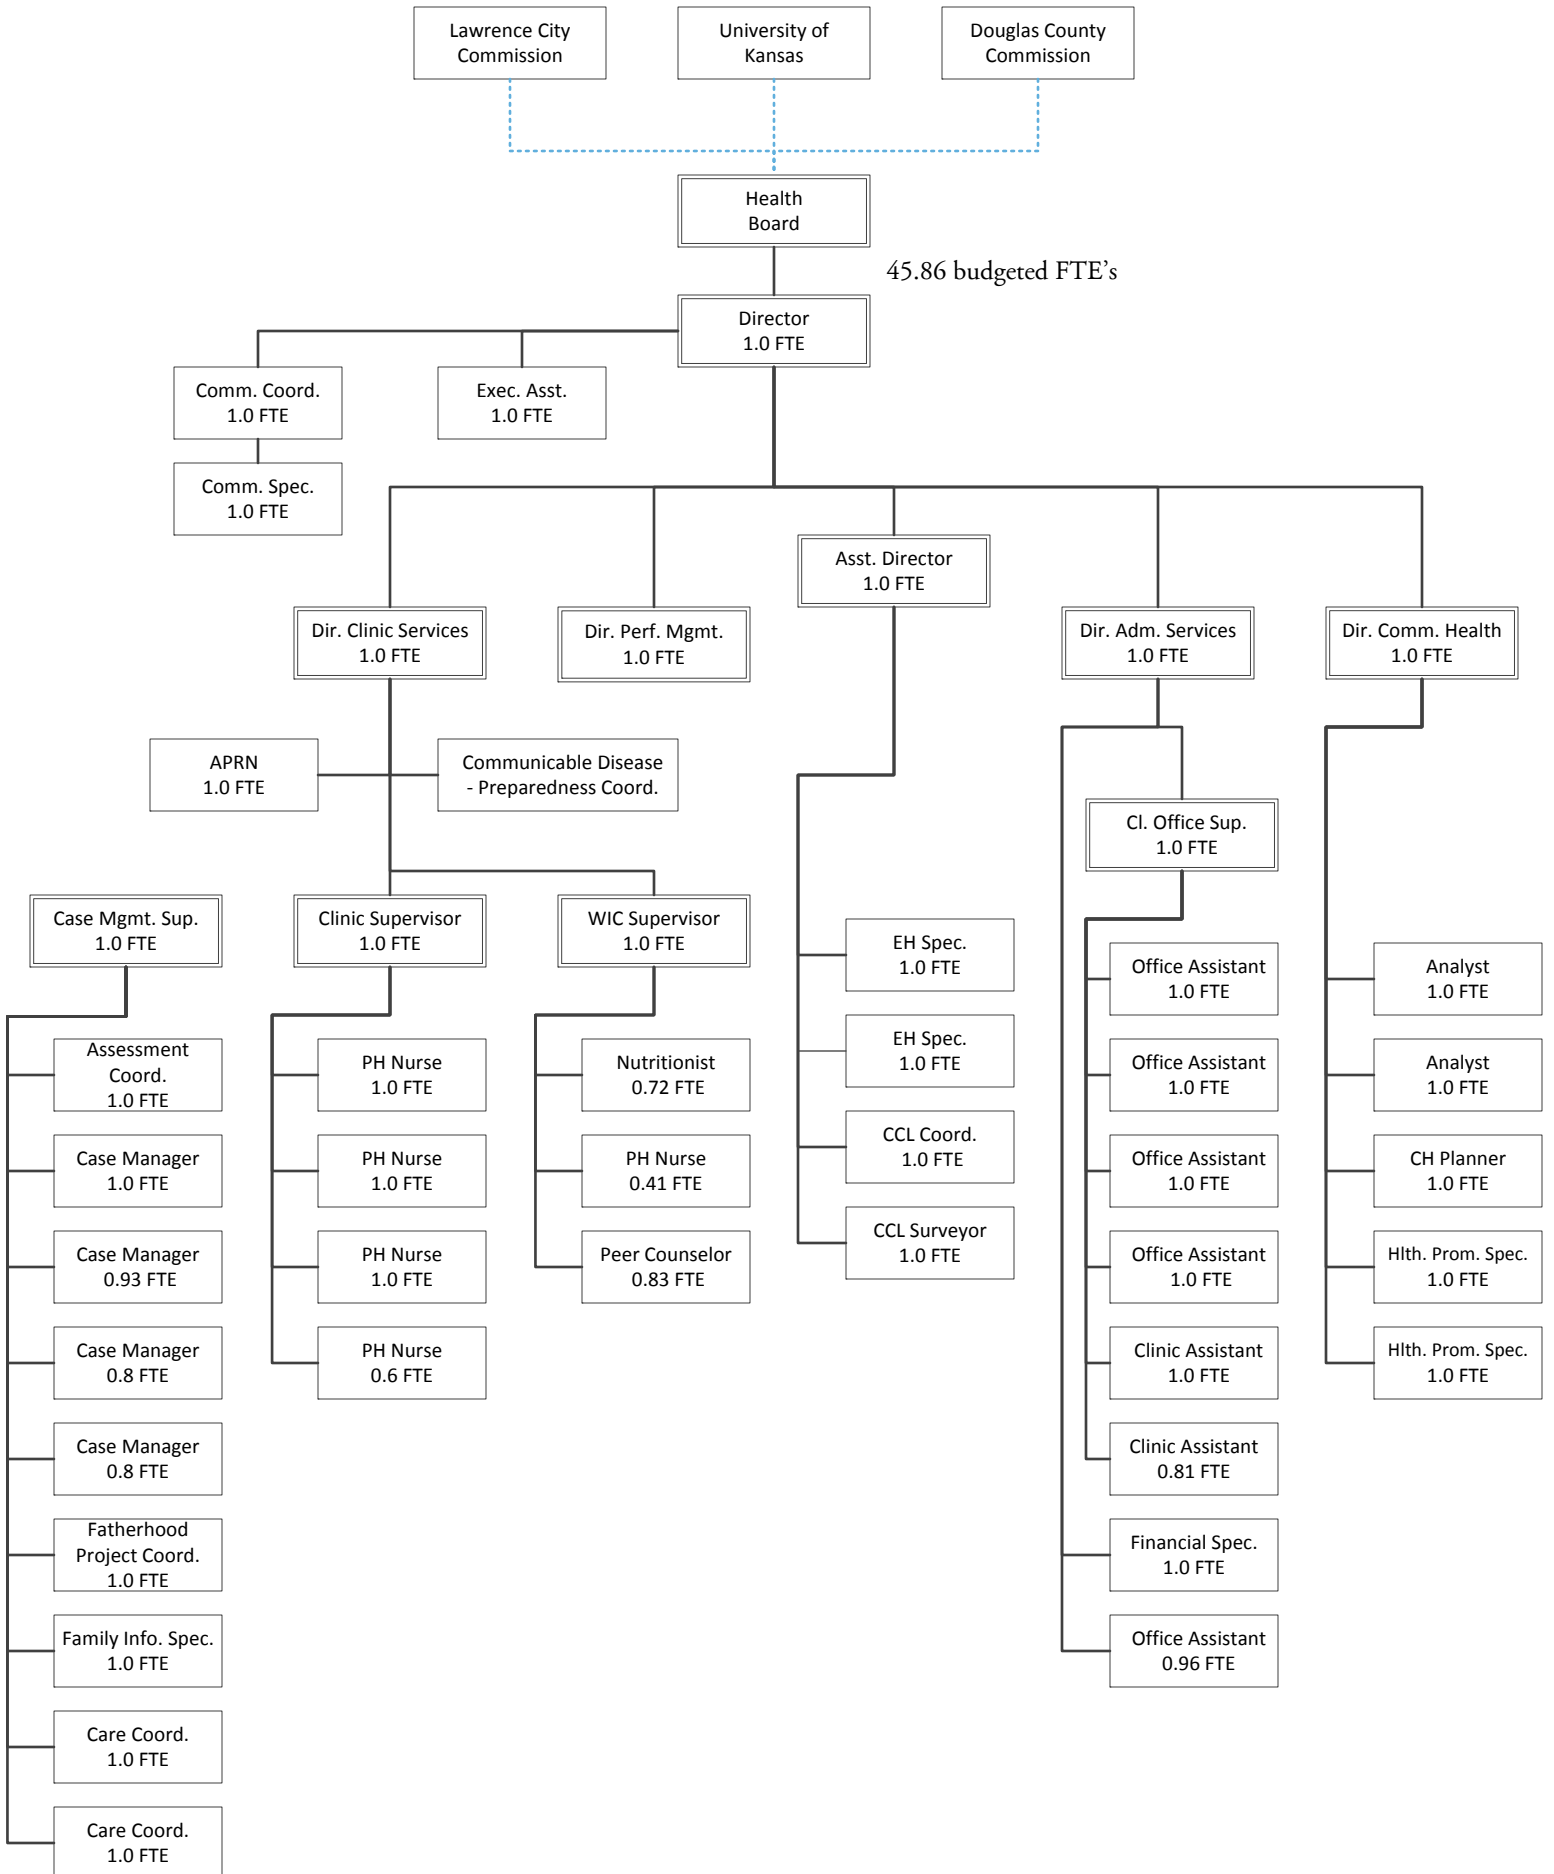 Lawrence City
Commission
University of
Kansas
Douglas County
Commission
Health
Board
45.86 budgeted FTE's
Director
1.0 FTE
Comm. Coord.
1.0 FTE
Exec. Asst.
1.0 FTE
Comm. Spec.
1.0 FTE
Asst. Director
1.0 FTE
Dir. Clinic Services
1.0 FTE
Dir. Perf. Mgmt.
1.0 FTE
Dir. Adm. Services
1.0 FTE
Dir. Comm. Health
1.0 FTE
APRN
1.0 FTE
Communicable Disease
- Preparedness Coord.
Cl. Office Sup.
1.0 FTE
Case Mgmt. Sup.
1.0 FTE
Clinic Supervisor
1.0 FTE
WIC Supervisor
1.0 FTE
Assessment
Coord.
1.0 FTE
Case Manager
1.0 FTE
Case Manager
0.93 FTE
Case Manager
0.8 FTE
Case Manager
0.8 FTE
Fatherhood
Project Coord.
1.0 FTE
Family Info. Spec.
1.0 FTE
Care Coord.
1.0 FTE
Care Coord.
1.0 FTE
PH Nurse
1.0 FTE
PH Nurse
1.0 FTE
PH Nurse
1.0 FTE
PH Nurse
0.6 FTE
Nutritionist
0.72 FTE
PH Nurse
0.41 FTE
Peer Counselor
0.83 FTE
EH Spec.
1.0 FTE
EH Spec.
1.0 FTE
CCL Coord.
1.0 FTE
CCL Surveyor
1.0 FTE
Office Assistant
1.0 FTE
Office Assistant
1.0 FTE
Office Assistant
1.0 FTE
Office Assistant
1.0 FTE
Clinic Assistant
1.0 FTE
Clinic Assistant
0.81 FTE
Financial Spec.
1.0 FTE
Office Assistant
0.96 FTE
Analyst
1.0 FTE
Analyst
1.0 FTE
CH Planner
1.0 FTE
Hlth. Prom. Spec.
1.0 FTE
Hlth. Prom. Spec.
1.0 FTE